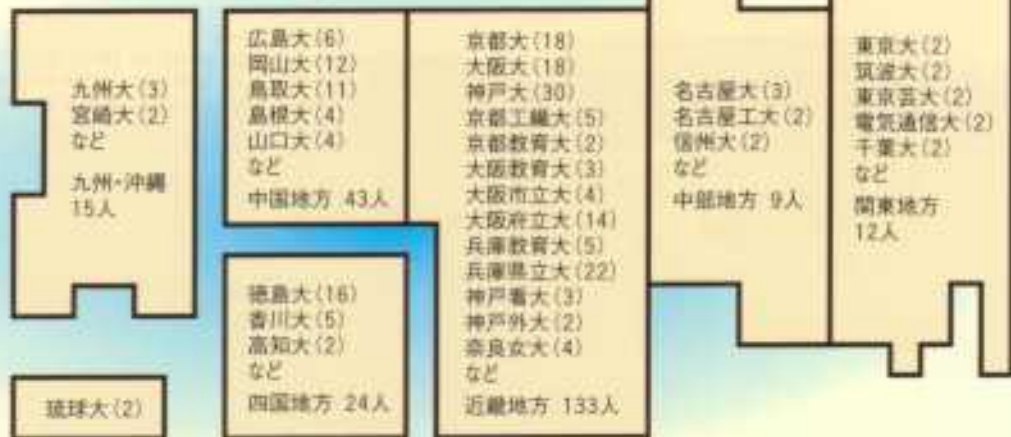 九州大(3)
宮崎大(2)
など
九州・沖縄
15人
琉球大(2)
広島大(6)
岡山大(12)
鳥取大(11)
島根大(4)
山口大(4)
など
中国地方 43人
徳島大(16)
香川大(5)
高知大(2)
など
四国地方 24人
京都大(18)
大阪大(18)
神戸大(30)
京都工繊大(5)
京都教育大(2)
大阪教育大(3)
大阪市立大(4)
大阪府立大(14)
兵庫教育大(5)
兵庫県立大(22)
神戸看大(3)
神戸外大(2)
奈良女大(4)
など
近畿地方 133人
名古屋大(3)
名古屋工大(2)
信州大(2)
など
中部地方 9人
東京大(2)
筑波大(2)
東京芸大(2)
電気通信大(2)
千葉大(2)
など
関東地方
12人